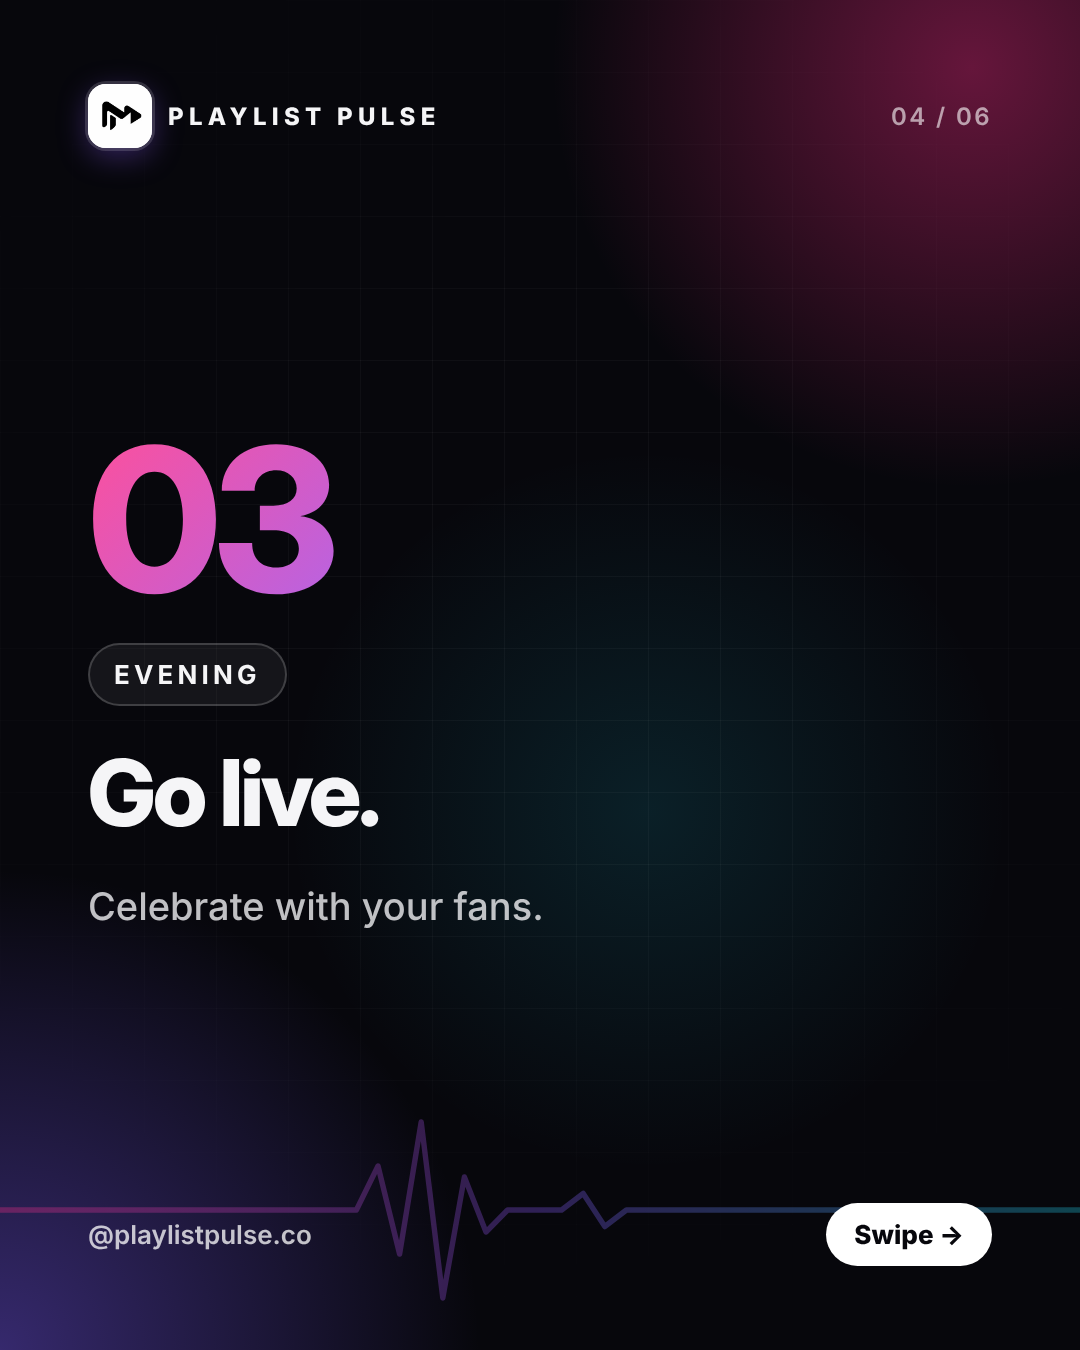 PLAYLIST PULSE
04 / 06
03
EVENING
Go live.
Celebrate with your fans.
@playlistpulse.co
Swipe →